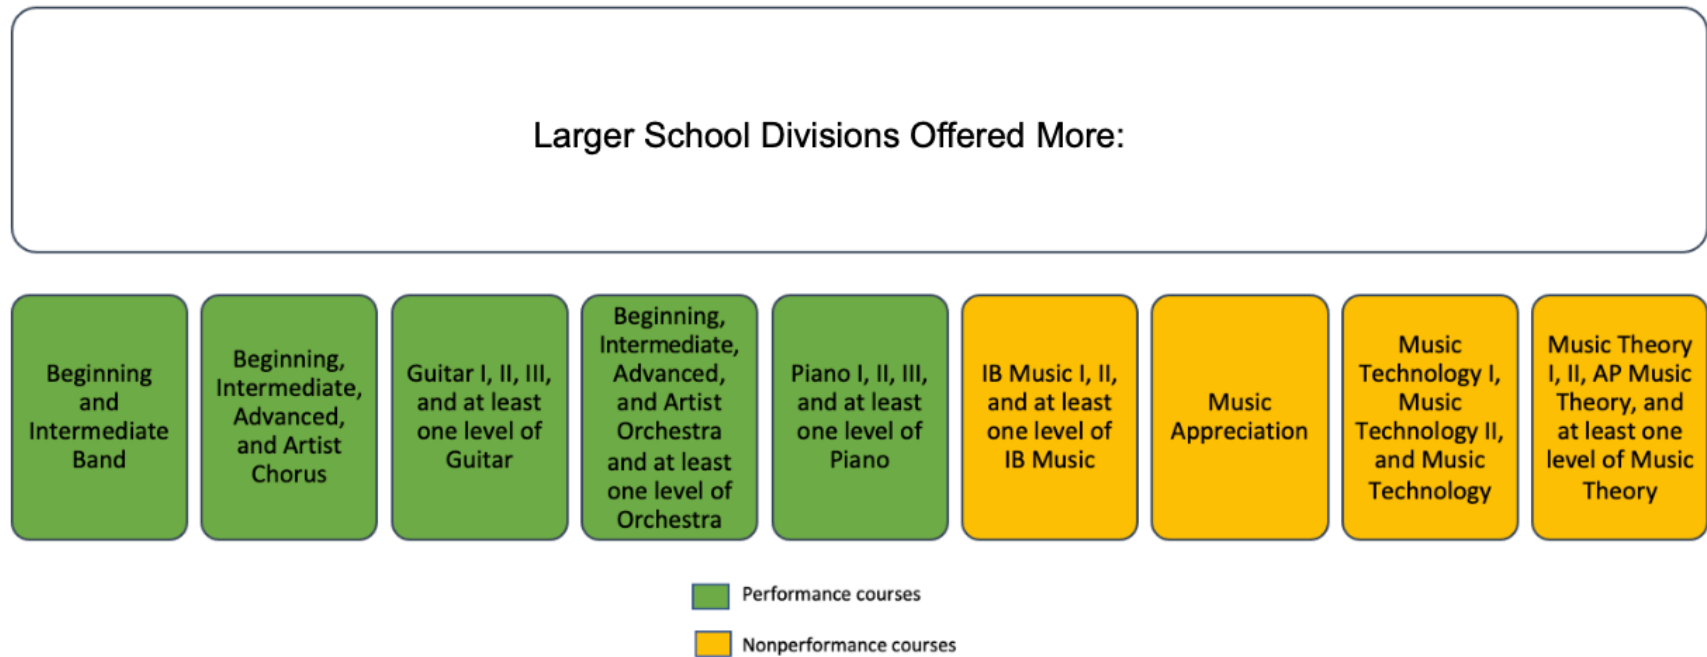 Larger School Divisions Offered More:
Beginning
and
Intermediate
Band
Beginning,
Intermediate,
Advanced,
and Artist
Chorus
Guitar I, II, III,
and at least
one level of
Guitar
Beginning,
Intermediate,
Advanced,
and Artist
Orchestra
and at least
one level of
Orchestra
Piano I, II, III,
and at least
one level of
Piano
IB Music I, II,
and at least
one level of
IB Music
Music
Appreciation
Music
Technology I,
Music
Technology II,
and Music
Technology
Music Theory
I, II, AP Music
Theory, and
at least one
level of Music
Theory
Performance courses
Nonperformance courses